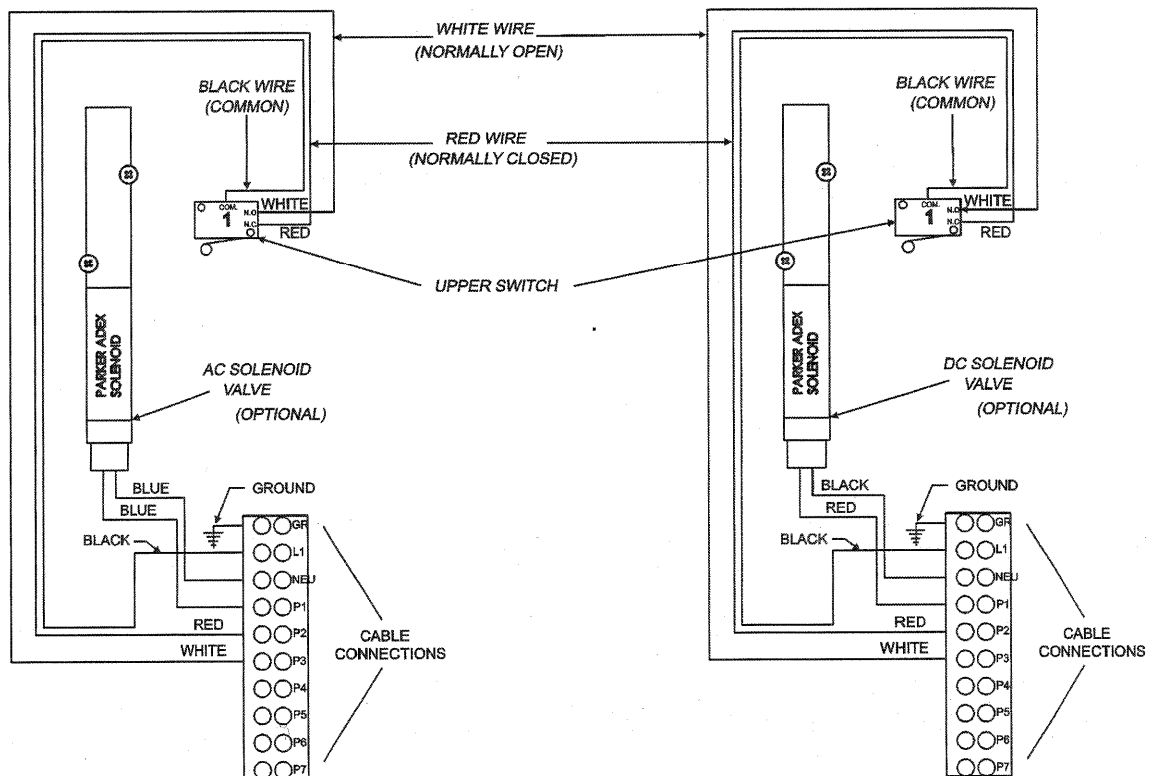 WHITE WIRE
(NORMALLY OPEN)
BLACK WIRE
(COMMON)
RED WIRE
(NORMALLY CLOSED)
COM.
1
N.O
N.C
WHITE
RED
UPPER SWITCH
PARKER ADEX
SOLENOID
AC SOLENOID
VALVE
(OPTIONAL)
BLUE
BLUE
GROUND
BLACK
RED
WHITE
GR
L1
NEU
P1
P2
P3
P4
P5
P6
P7
CABLE
CONNECTIONS
BLACK WIRE
(COMMON)
COM.
1
N.O
N.C
WHITE
RED
PARKER ADEX
SOLENOID
DC SOLENOID
VALVE
(OPTIONAL)
BLACK
RED
GROUND
BLACK
RED
WHITE
GR
L1
NEU
P1
P2
P3
P4
P5
P6
P7
CABLE
CONNECTIONS